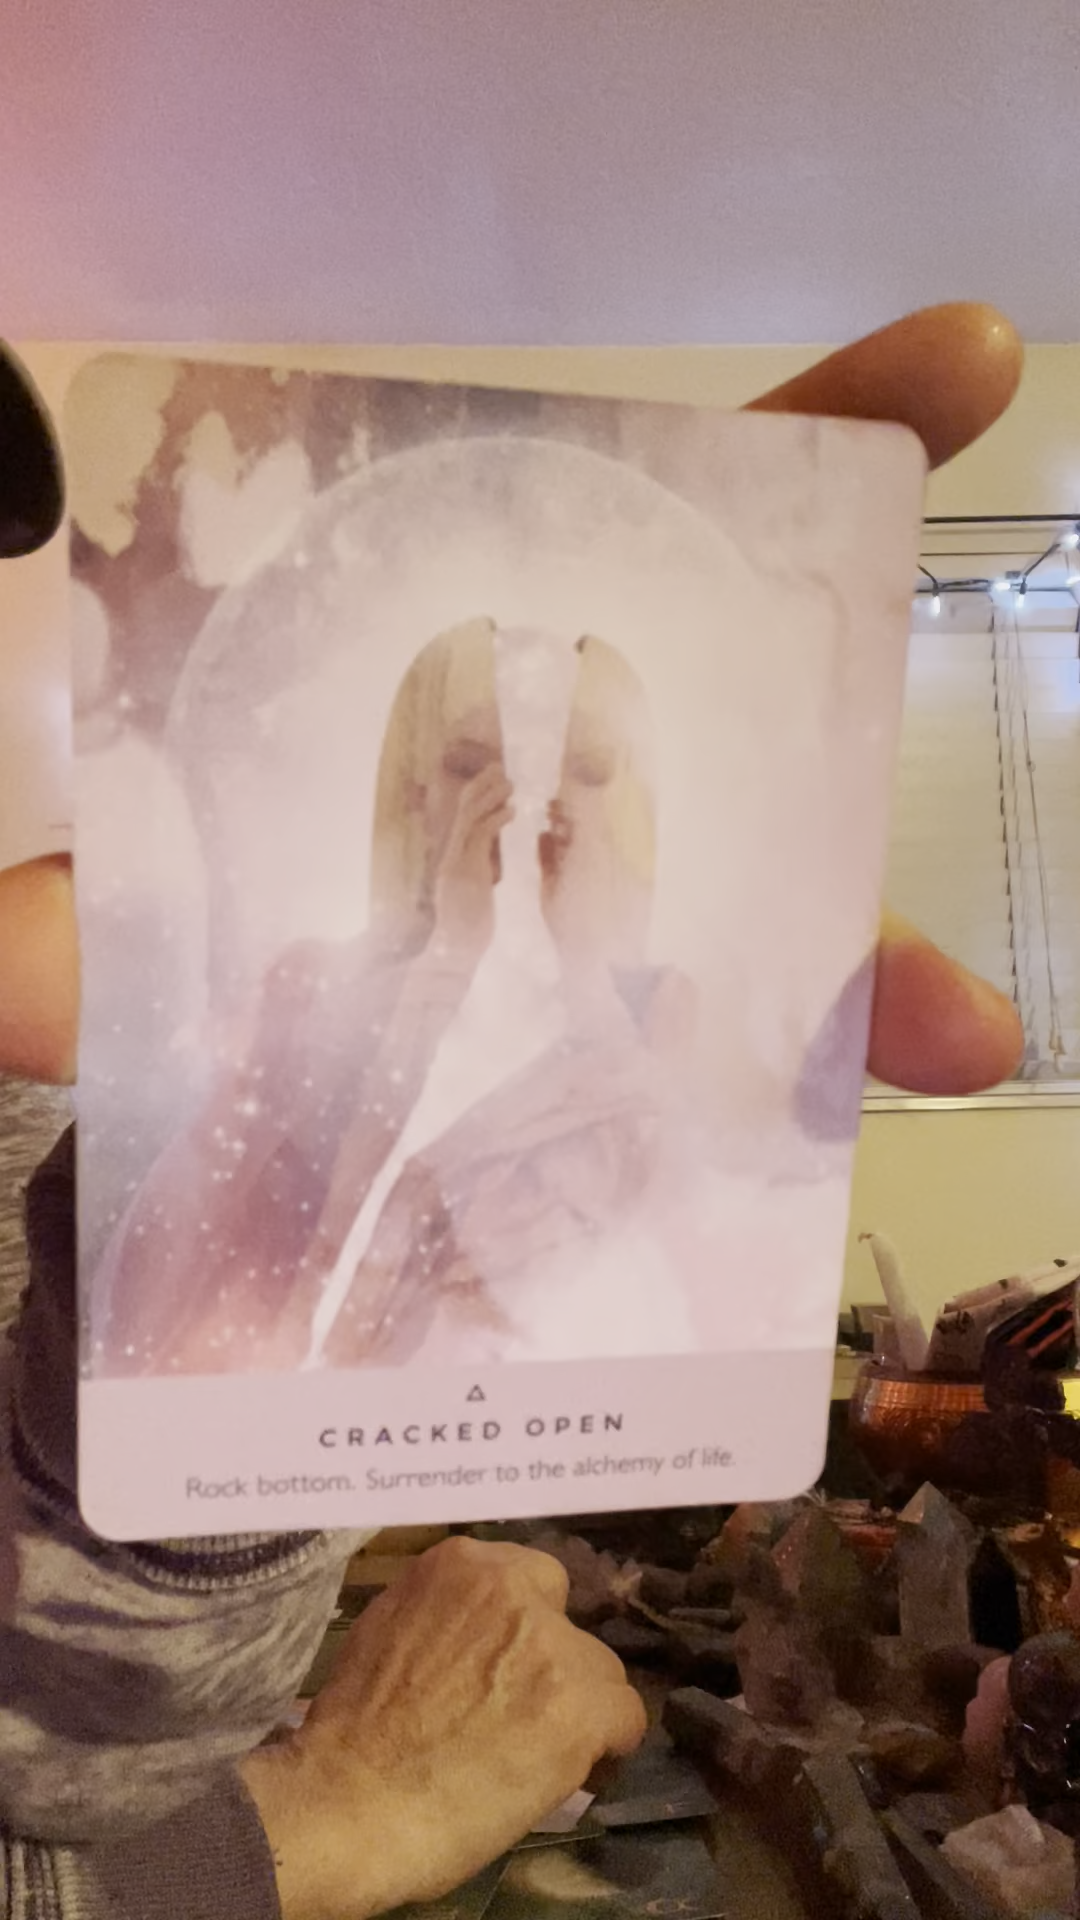 CRACKED OPEN
Rock bottom. Surrender to the alchemy of life.